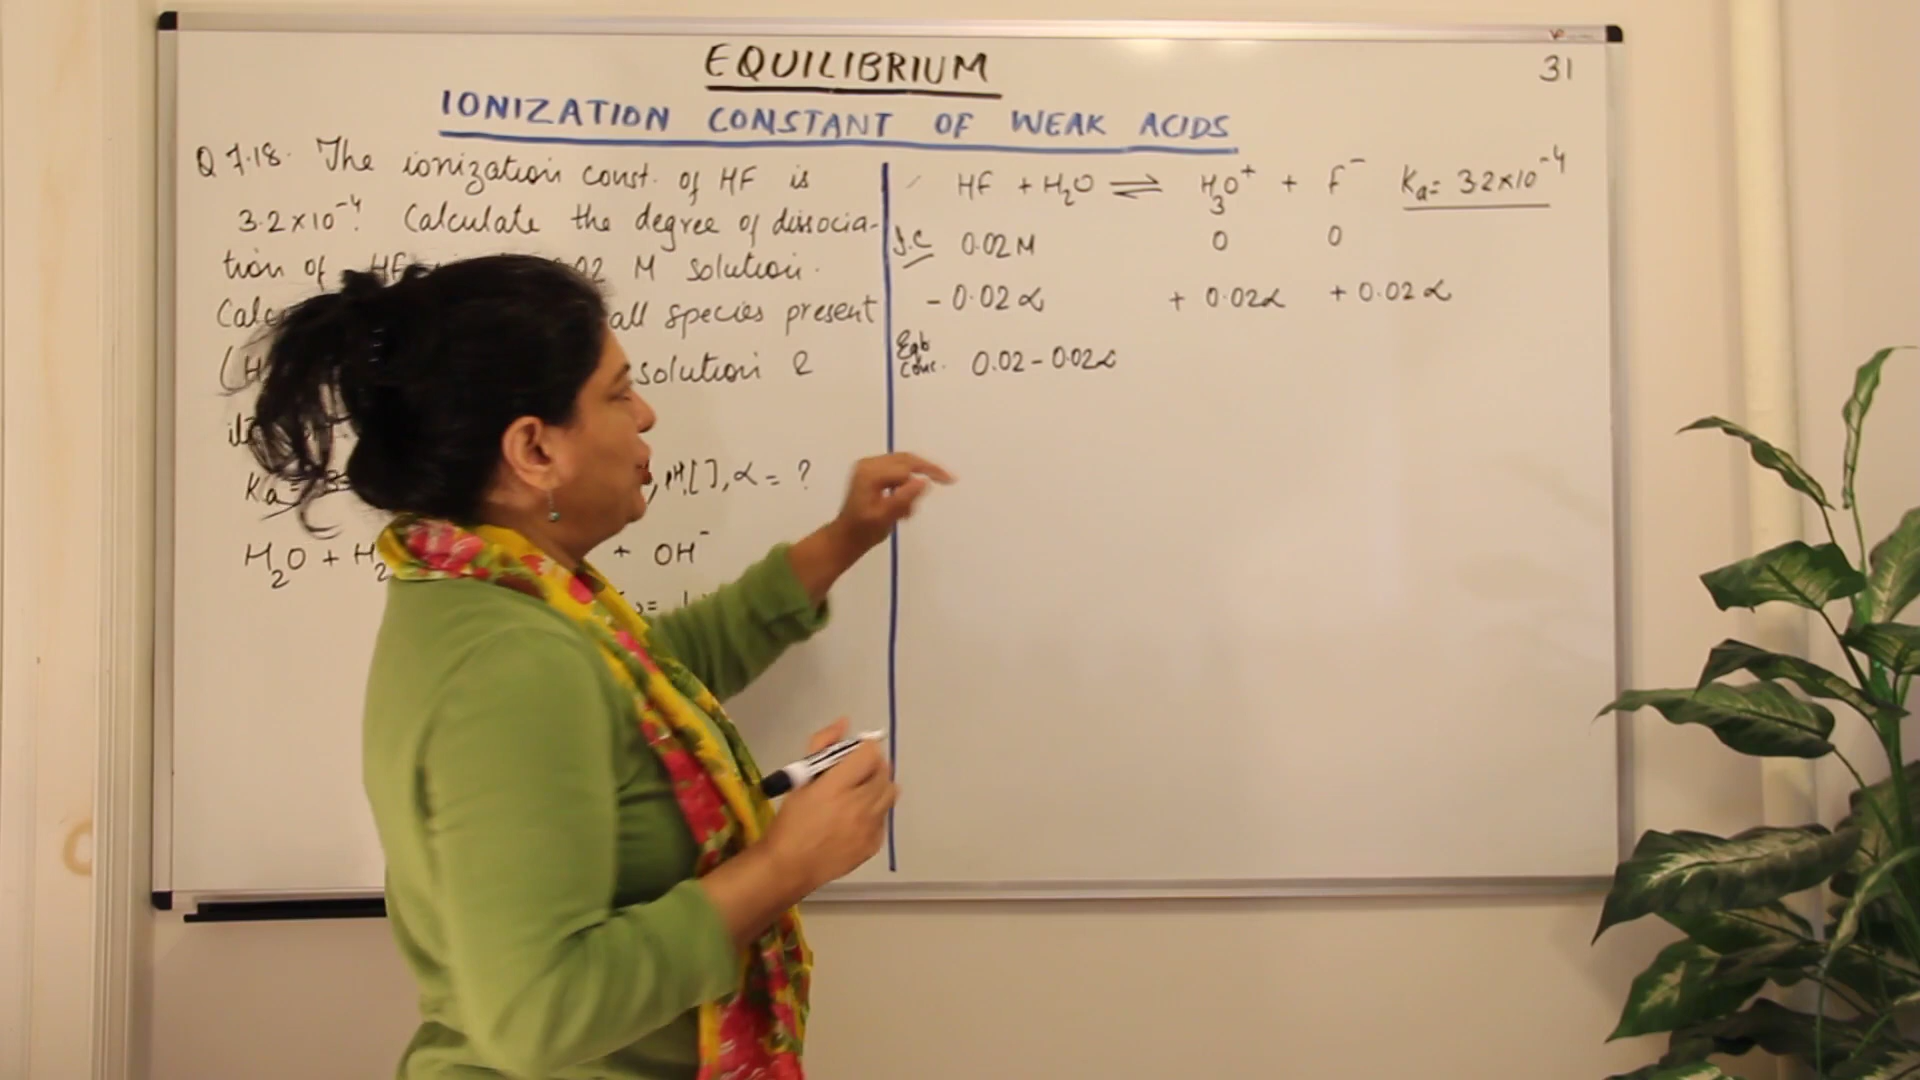 EQUILIBRIUM
31
IONIZATION CONSTANT OF WEAK ACIDS
Q 7.18. The ionization const. of HF is
3.2×10⁻⁴. Calculate the degree of dissocia-
tion of HF 0.02 M solution.
Calc all species present
(H solution &
its
Ka = 3 , pH, [ ], α = ?
H₂O + H₂ + OH⁻
HF + H₂O ⇌ H₃O⁺ + F⁻ Ka = 3.2×10⁻⁴
I.C 0.02 M 0 0
- 0.02 α + 0.02α + 0.02 α
Eqb conc. 0.02 - 0.02α